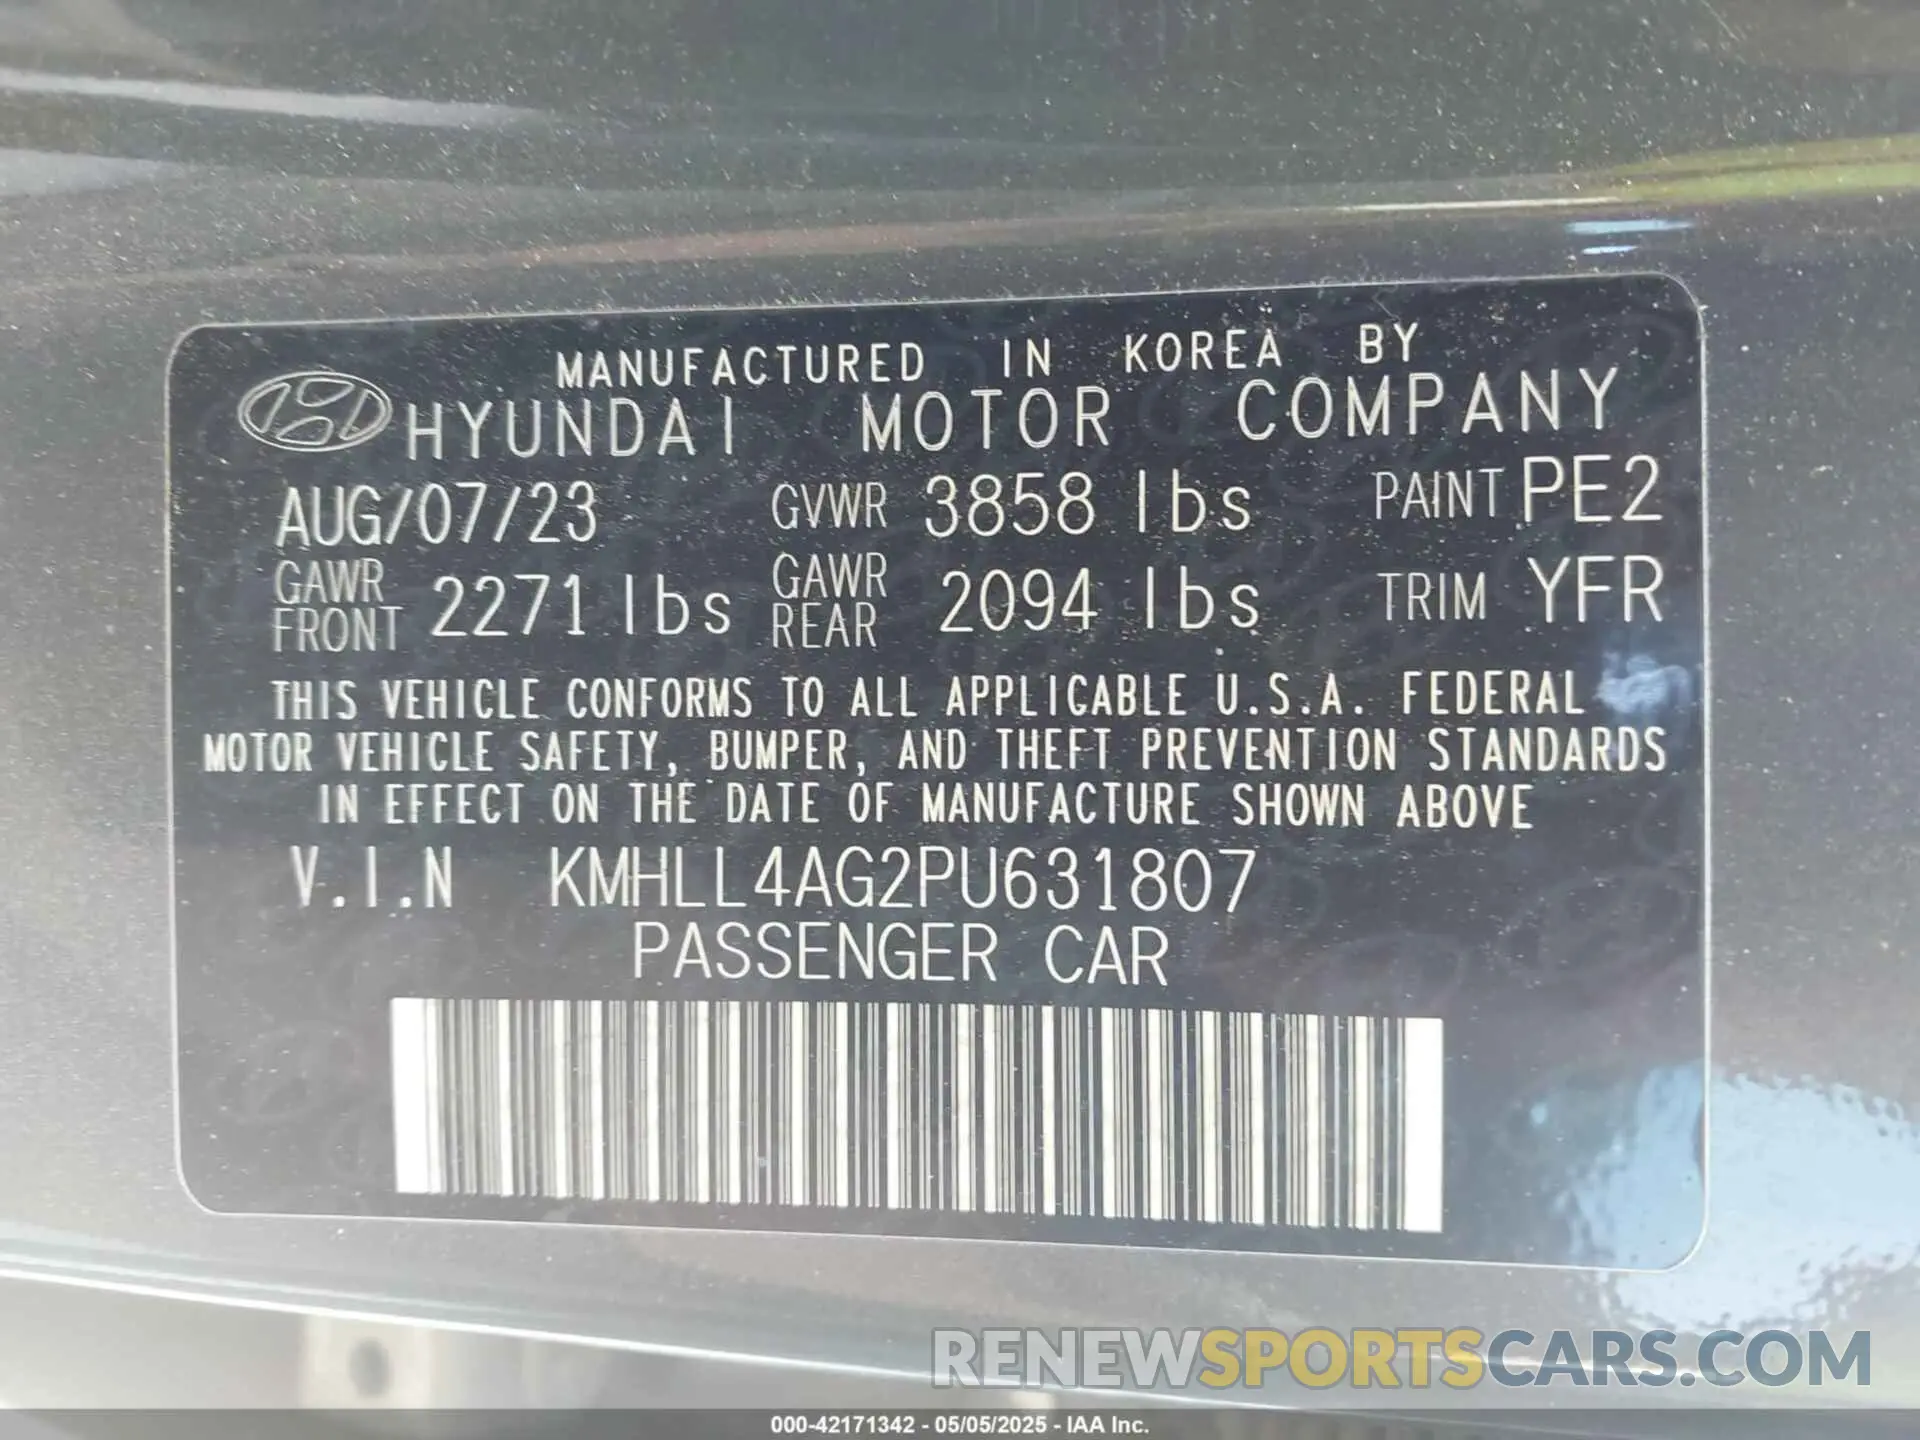 MANUFACTURED IN KOREA BY
HYUNDAI MOTOR COMPANY
AUG/07/23 GVWR 3858 lbs PAINT PE2
GAWR FRONT 2271 lbs GAWR REAR 2094 lbs TRIM YFR
THIS VEHICLE CONFORMS TO ALL APPLICABLE U.S.A. FEDERAL
MOTOR VEHICLE SAFETY, BUMPER, AND THEFT PREVENTION STANDARDS
IN EFFECT ON THE DATE OF MANUFACTURE SHOWN ABOVE
V.I.N KMHLL4AG2PU631807
PASSENGER CAR
RENEWSPORTSCARS.COM
000-42171342 - 05/05/2025 - IAA Inc.